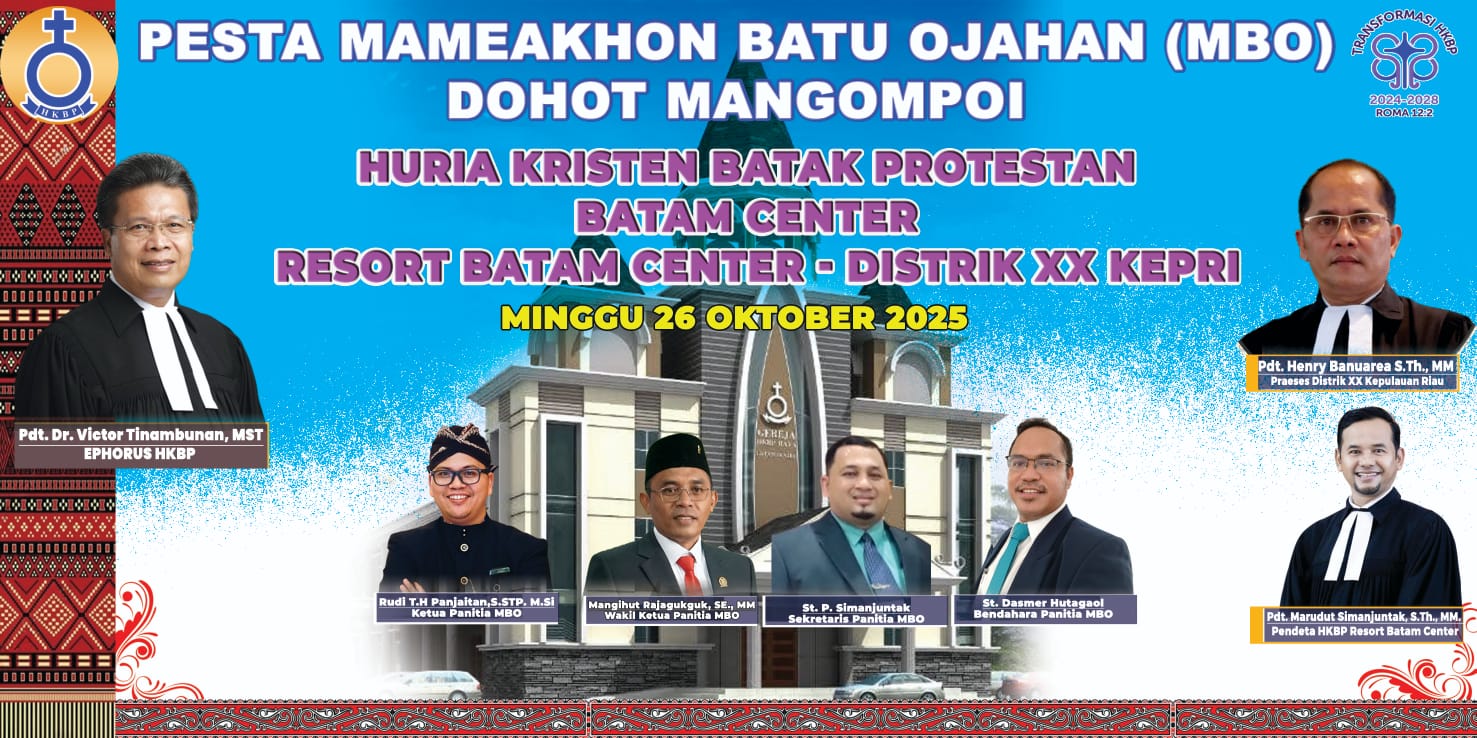 PESTA MAMEAKHON BATU OJAHAN (MBO)
DOHOT MANGOMPOI
HURIA KRISTEN BATAK PROTESTAN
BATAM CENTER
RESORT BATAM CENTER - DISTRIK XX KEPRI
MINGGU 26 OKTOBER 2025
HKBP
TRANSFORMASI HKBP
2024-2028
ROMA 12:2
Pdt. Dr. Victor Tinambunan, MST
EPHORUS HKBP
Pdt. Henry Banuarea S.Th., MM
Praeses Distrik XX Kepulauan Riau
GEREJA
HKBP
Rudi T.H Panjaitan,S.STP. M.Si
Ketua Panitia MBO
Mangihut Rajagukguk, SE., MM
Wakil Ketua Panitia MBO
St. P. Simanjuntak
Sekretaris Panitia MBO
St. Dasmer Hutagaol
Bendahara Panitia MBO
Pdt. Marudut Simanjuntak, S.Th., MM.
Pendeta HKBP Resort Batam Center